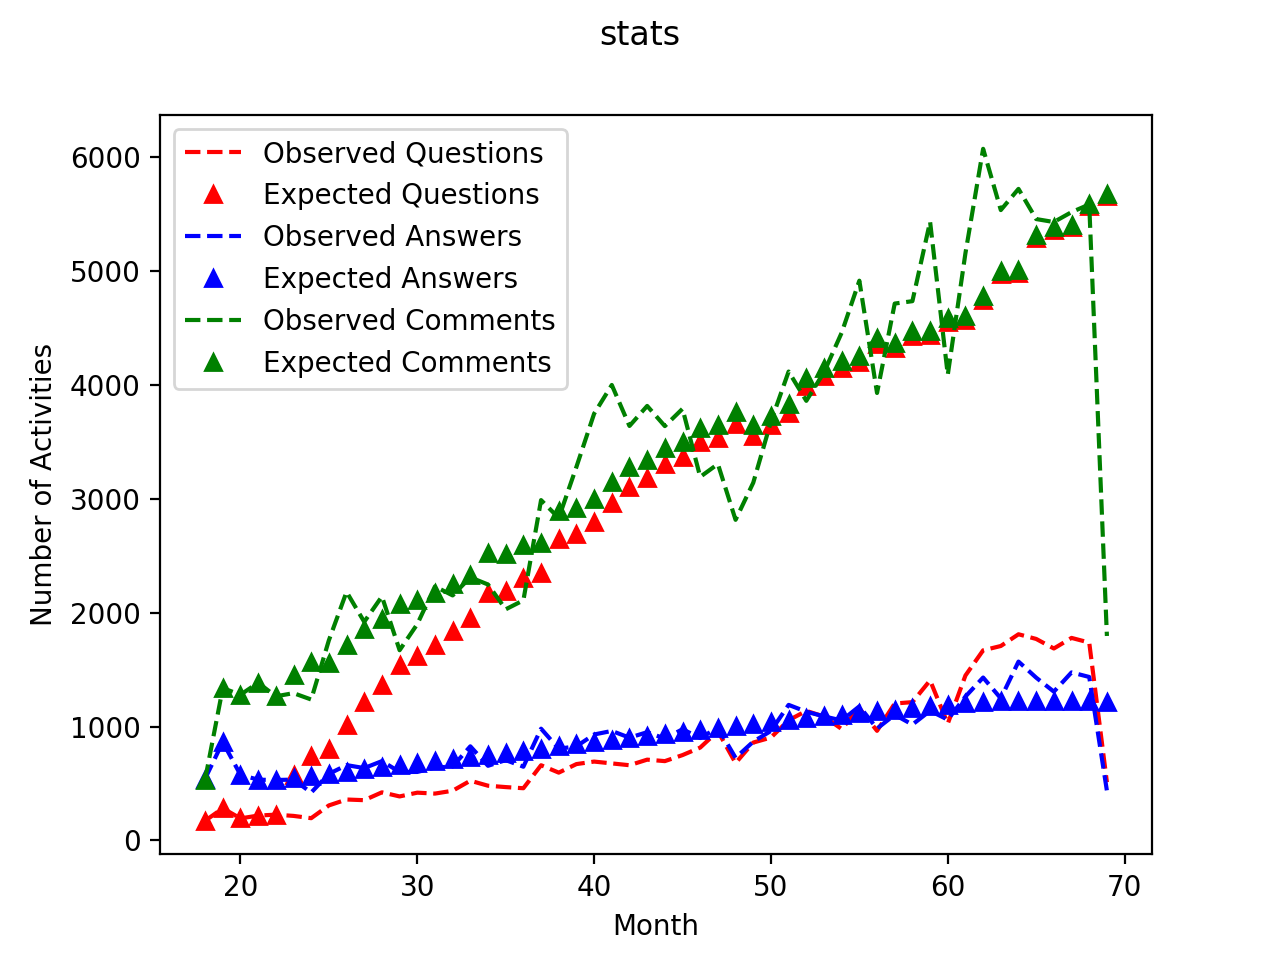 stats
Observed Questions
Expected Questions
Observed Answers
Expected Answers
Observed Comments
Expected Comments
6000
5000
4000
3000
2000
1000
0
Number of Activities
20 30 40 50 60 70
Month